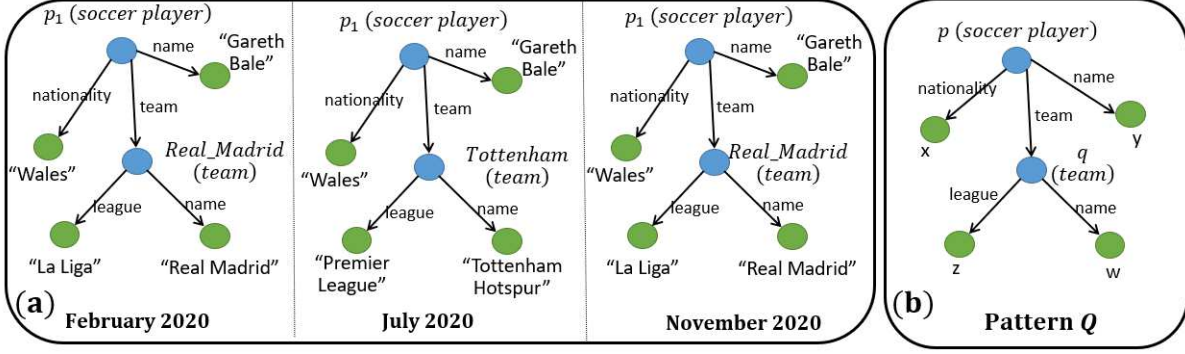 p₁ (soccer player)
name
"Gareth
Bale"
nationality
team
"Wales"
Real_Madrid
(team)
league
name
"La Liga"
"Real Madrid"
February 2020
p₁ (soccer player)
name
"Gareth
Bale"
nationality
team
"Wales"
Tottenham
(team)
league
name
"Premier
League"
"Tottenham
Hotspur"
July 2020
p₁ (soccer player)
name
"Gareth
Bale"
nationality
team
"Wales"
Real_Madrid
(team)
league
name
"La Liga"
"Real Madrid"
November 2020
(a)
p (soccer player)
nationality
name
team
x
y
q
(team)
league
name
z
w
(b)
Pattern Q